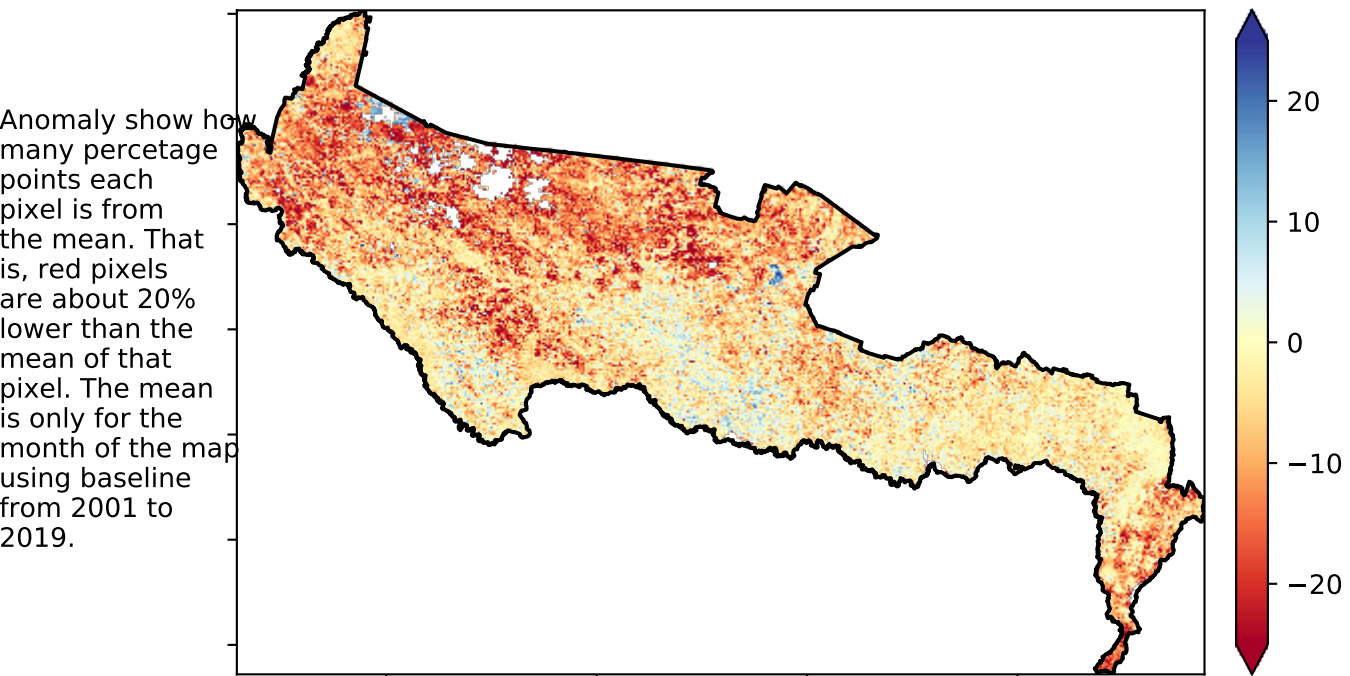 Anomaly show how
many percetage
points each
pixel is from
the mean. That
is, red pixels
are about 20%
lower than the
mean of that
pixel. The mean
is only for the
month of the map
using baseline
from 2001 to
2019.
20
10
0
−10
−20